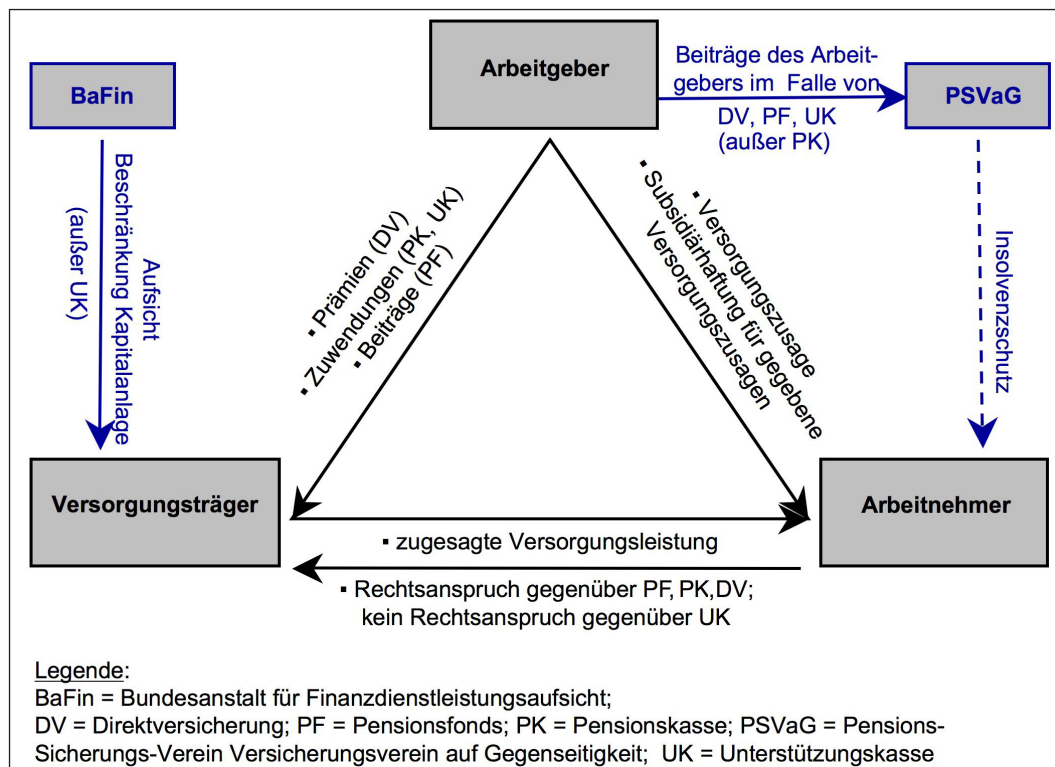 Arbeitgeber
BaFin
Beiträge des Arbeit-
gebers im Falle von
DV, PF, UK
(außer PK)
PSVaG
Aufsicht
Beschränkung Kapitalanlage
(außer UK)
▪ Prämien (DV)
▪ Zuwendungen (PK, UK)
▪ Beiträge (PF)
▪ Versorgungszusage
▪ Subsidiärhaftung für gegebene
Versorgungszusagen
Insolvenzschutz
Versorgungsträger
Arbeitnehmer
▪ zugesagte Versorgungsleistung
▪ Rechtsanspruch gegenüber PF, PK,DV;
kein Rechtsanspruch gegenüber UK
Legende:
BaFin = Bundesanstalt für Finanzdienstleistungsaufsicht;
DV = Direktversicherung; PF = Pensionsfonds; PK = Pensionskasse; PSVaG = Pensions-
Sicherungs-Verein Versicherungsverein auf Gegenseitigkeit; UK = Unterstützungskasse